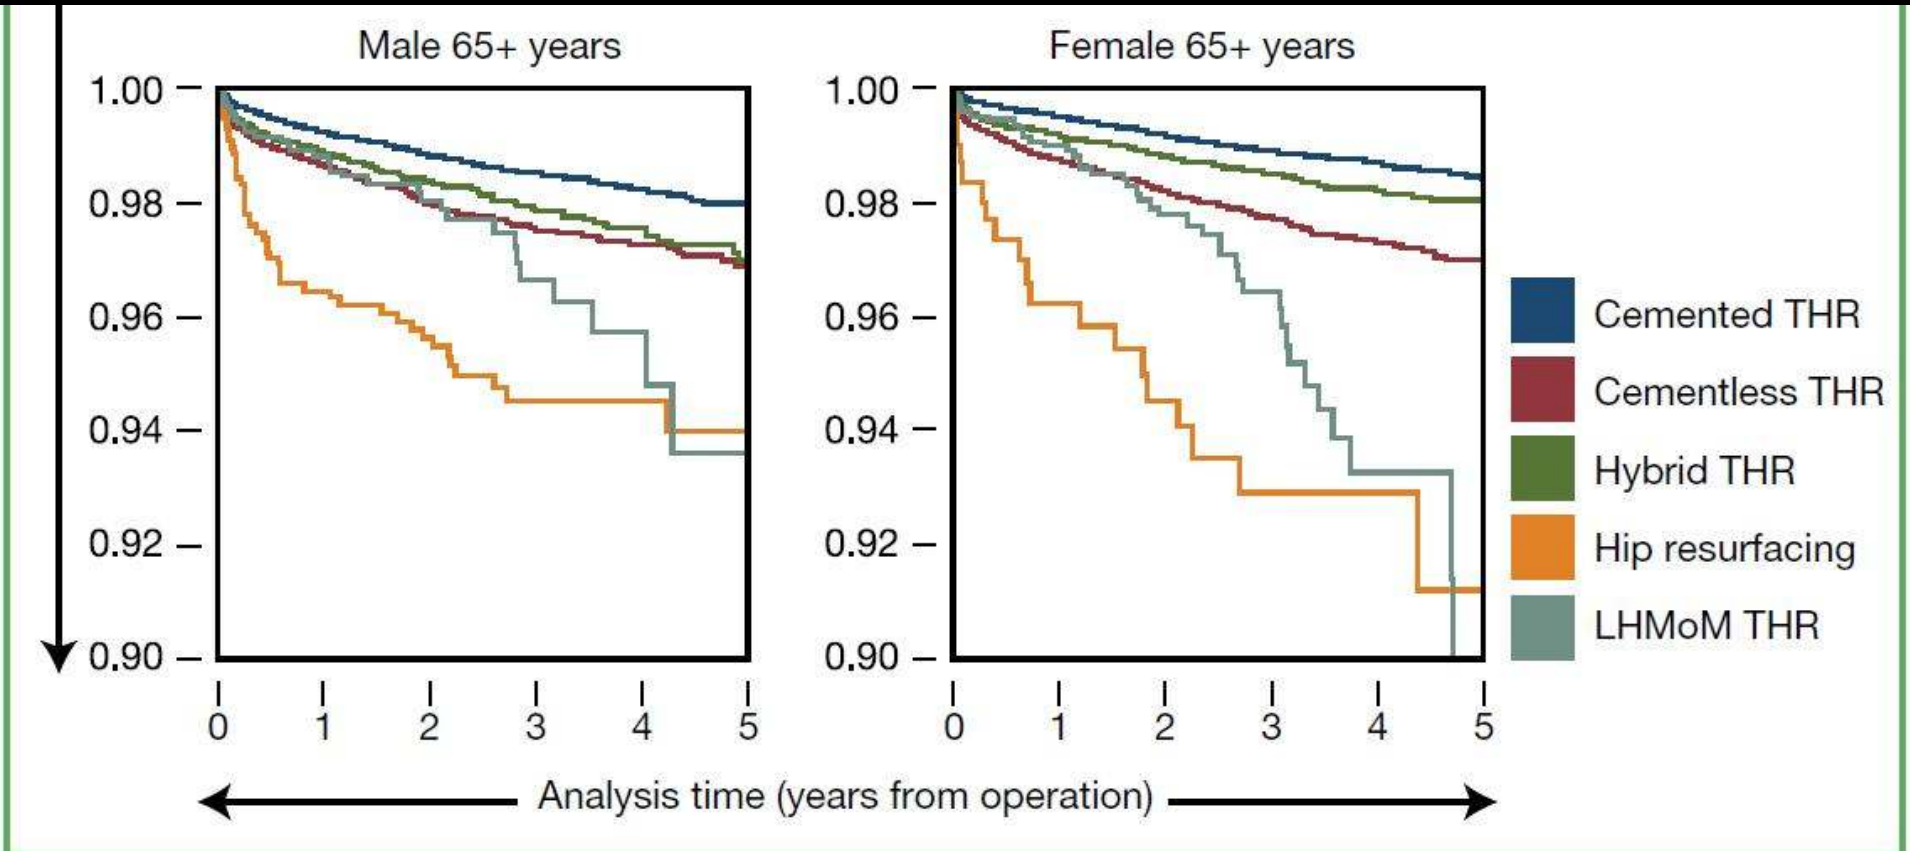 Male 65+ years
Female 65+ years
1.00
0.98
0.96
0.94
0.92
0.90
0 1 2 3 4 5
1.00
0.98
0.96
0.94
0.92
0.90
0 1 2 3 4 5
Analysis time (years from operation)
Cemented THR
Cementless THR
Hybrid THR
Hip resurfacing
LHMoM THR